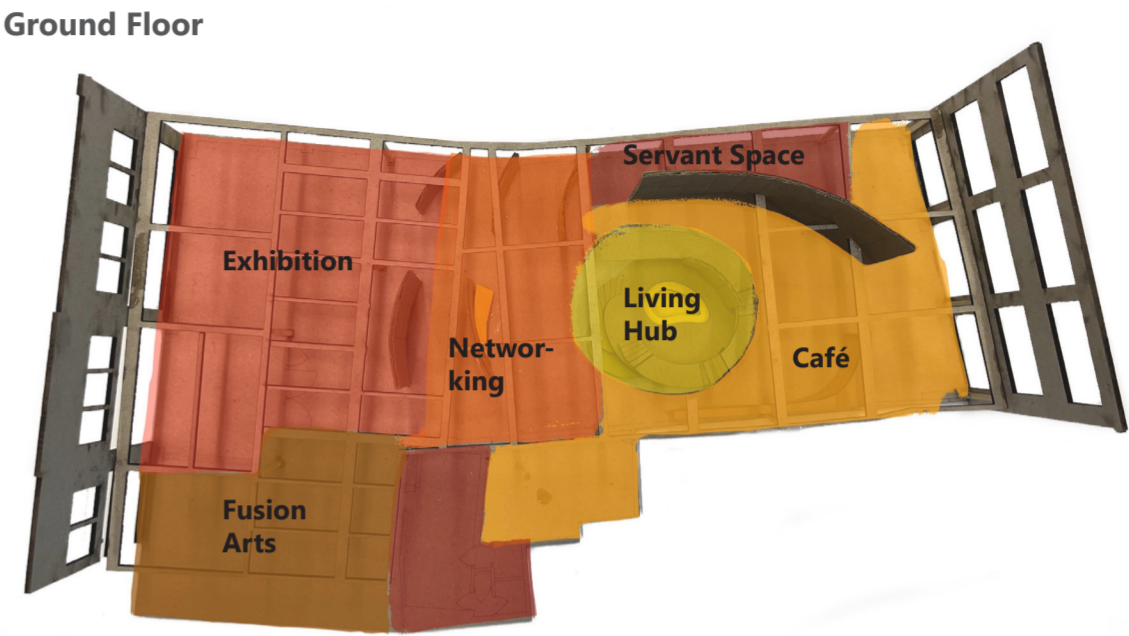 Ground Floor
Servant Space
Exhibition
Living
Hub
Networ-
king
Café
Fusion
Arts